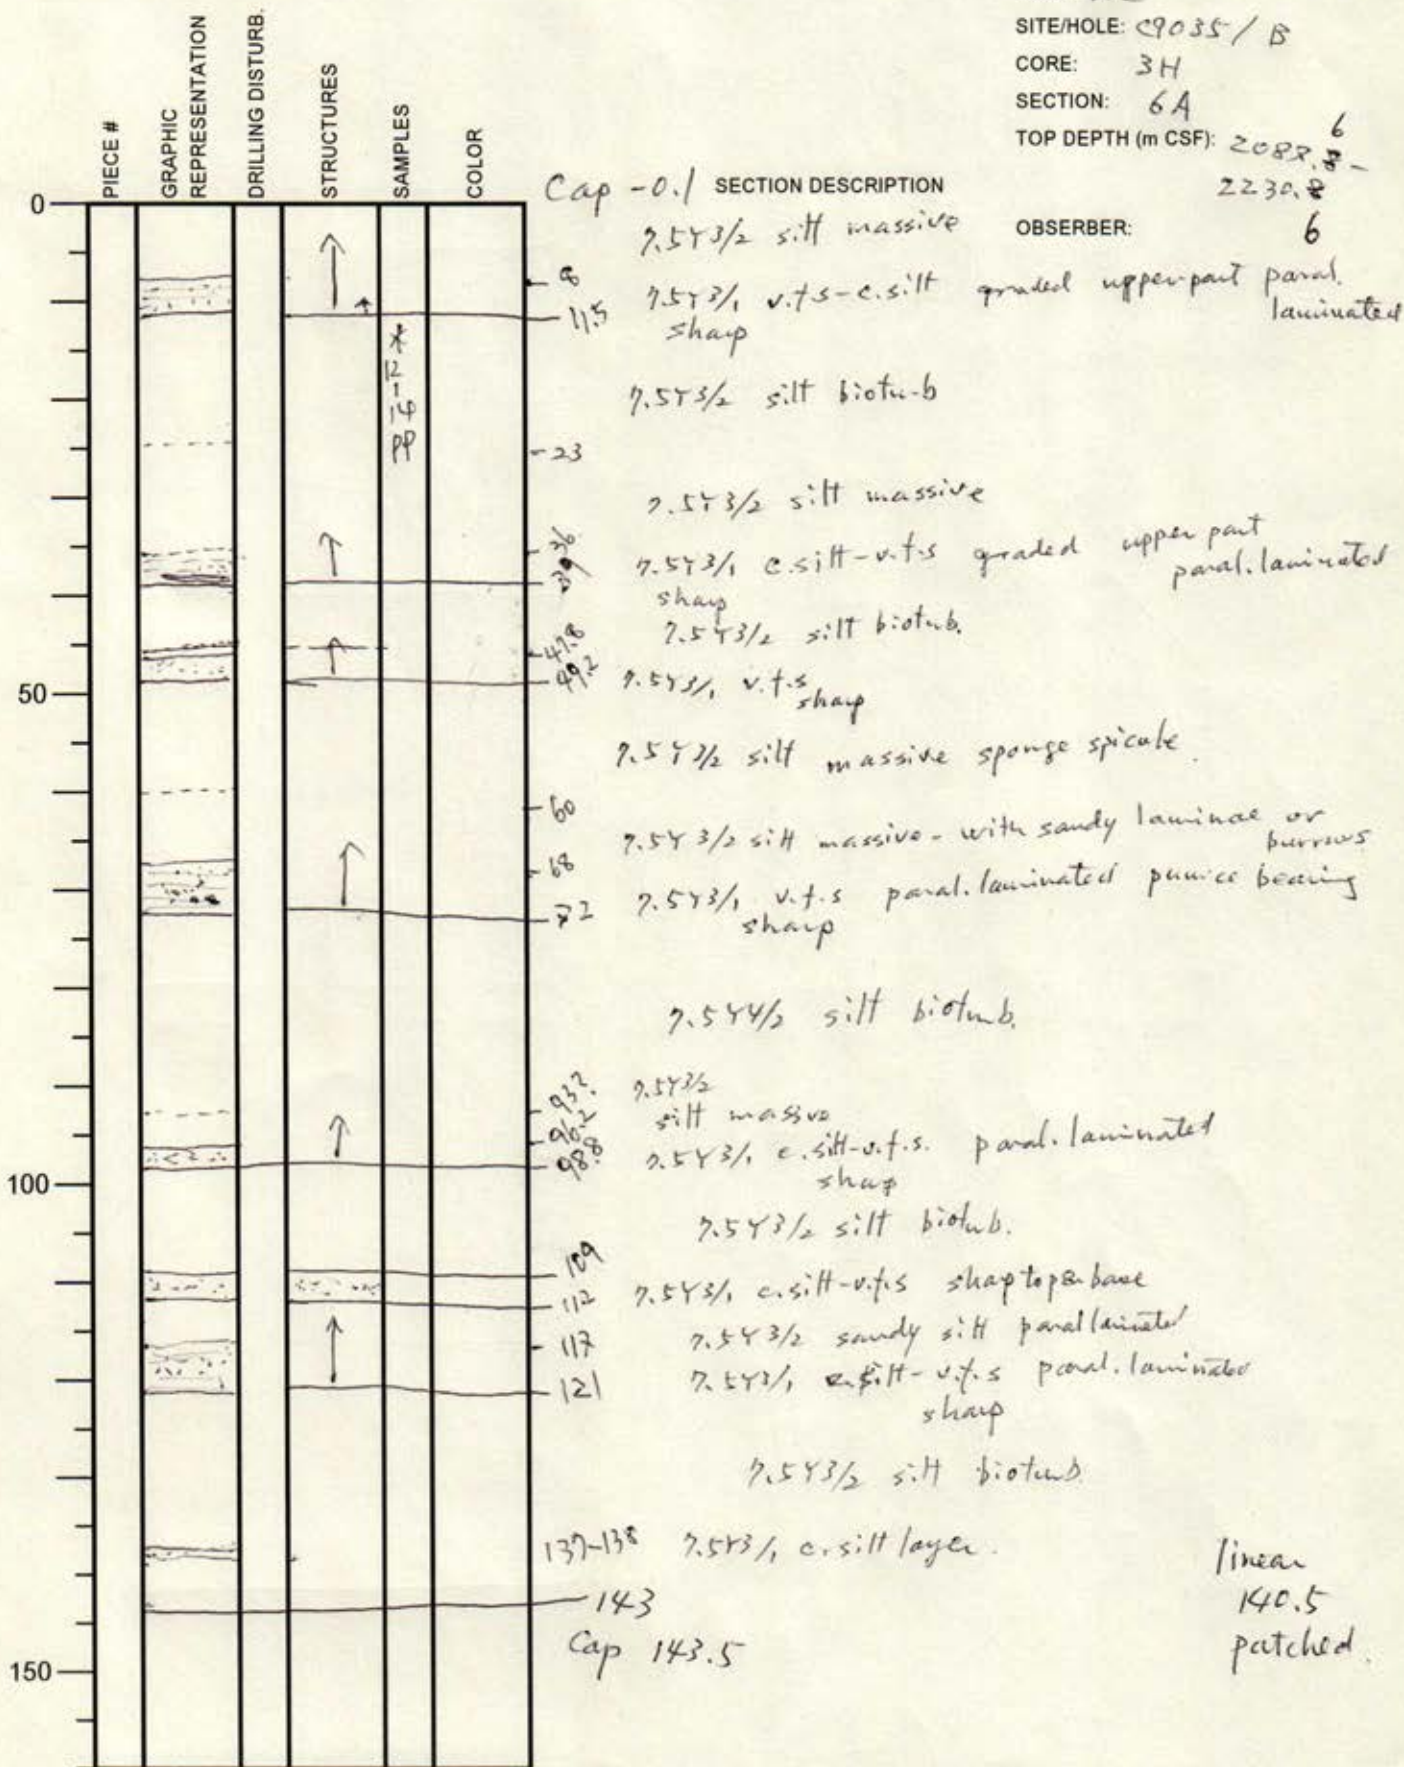 SITE/HOLE: C9035 / B
CORE: 3H
SECTION: 6A
TOP DEPTH (m CSF): 2087.6 -
2230.6
OBSERBER:
PIECE #
GRAPHIC REPRESENTATION
DRILLING DISTURB.
STRUCTURES
SAMPLES
COLOR
Cap -0.1 SECTION DESCRIPTION
0
7.5Y3/2 silt massive
8
7.5Y3/1 v.f.s-c.silt graded upper part paral.
laminated
11.5
sharp
*
12
-
14
PP
7.5Y3/2 silt bioturb
23
7.5Y3/2 silt massive
36
7.5Y3/1 c.silt-v.f.s graded upper part
paral.laminated
39
sharp
7.5Y3/2 silt bioturb.
47.8
49.2
50
7.5Y3/1 v.f.s
sharp
7.5Y3/2 silt massive sponge spicule.
60
7.5Y3/2 silt massive - with sandy laminae or
burrows
68
7.5Y3/1 v.f.s paral.laminated pumice bearing
72
sharp
7.5Y4/2 silt bioturb.
93.2
7.5Y3/2
silt massive
96.2
98.8
7.5Y3/1 c.silt-v.f.s. paral.laminated
sharp
100
7.5Y3/2 silt bioturb.
109
7.5Y3/1 c.silt-v.f.s sharp top & base
112
117
7.5Y3/2 sandy silt paral laminated
7.5Y3/1 c.silt-v.f.s paral.laminated
121
sharp
7.5Y3/2 silt bioturb
137-138 7.5Y3/1 c.silt layer.
linear
143
140.5
Cap 143.5
patched.
150